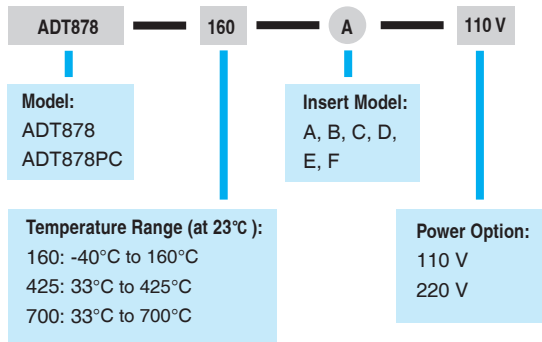 ADT878
160
A
110 V
Model:
ADT878
ADT878PC
Insert Model:
A, B, C, D,
E, F
Temperature Range (at 23℃ ):
160: -40°C to 160°C
425: 33°C to 425°C
700: 33°C to 700°C
Power Option:
110 V
220 V